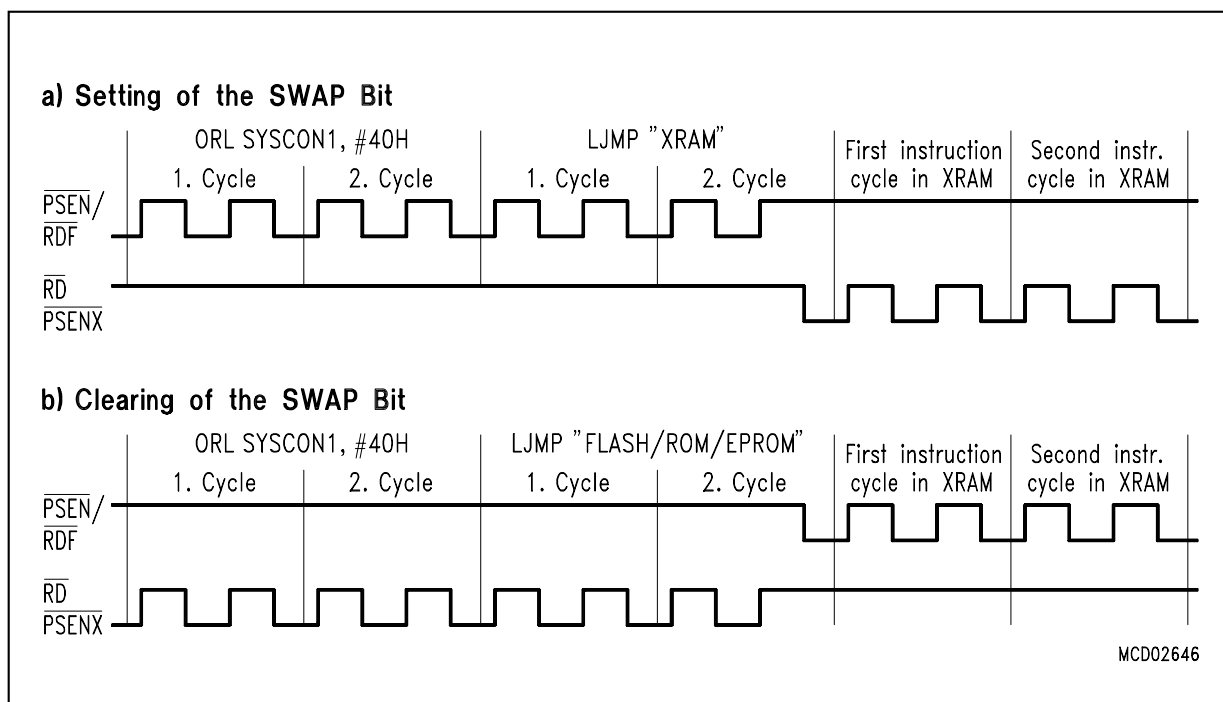 a) Setting of the SWAP Bit
ORL SYSCON1, #40H
LJMP "XRAM"
First instruction
cycle in XRAM
Second instr.
cycle in XRAM
1. Cycle
2. Cycle
1. Cycle
2. Cycle
PSEN/
RDF
RD
PSENX
b) Clearing of the SWAP Bit
ORL SYSCON1, #40H
LJMP "FLASH/ROM/EPROM"
First instruction
cycle in XRAM
Second instr.
cycle in XRAM
1. Cycle
2. Cycle
1. Cycle
2. Cycle
PSEN/
RDF
RD
PSENX
MCD02646